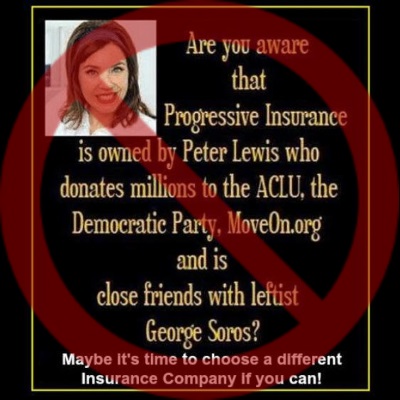 Are you aware
that
Progressive Insurance
is owned by Peter Lewis who
donates millions to the ACLU, the
Democratic Party, MoveOn.org
and is
close friends with leftist
George Soros?
Maybe it's time to choose a different
Insurance Company if you can!